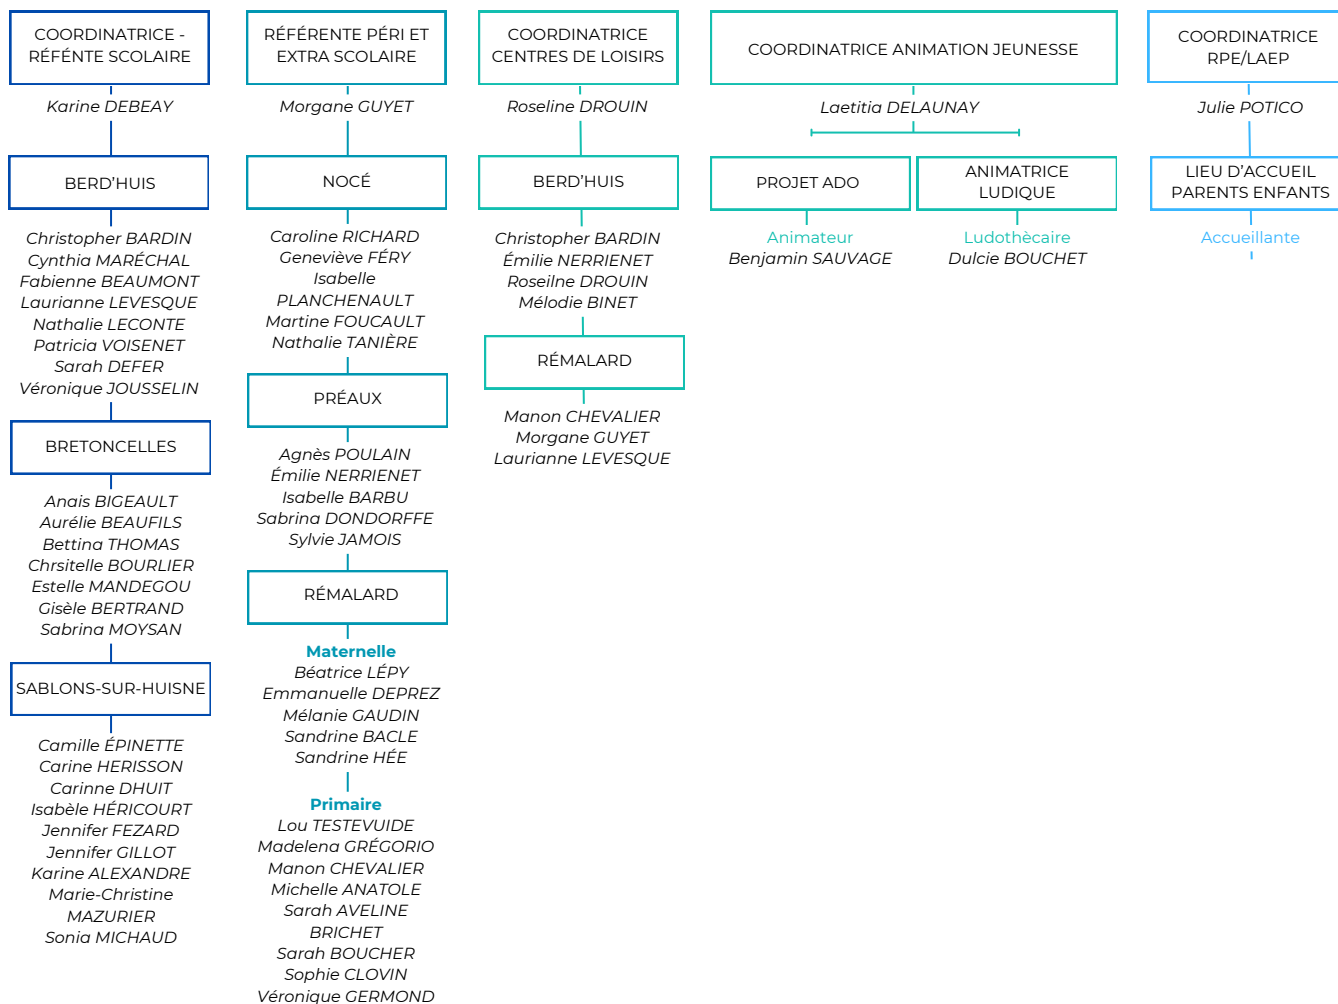 COORDINATRICE -
RÉFÉNTE SCOLAIRE
Karine DEBEAY
BERD'HUIS
Christopher BARDIN
Cynthia MARÉCHAL
Fabienne BEAUMONT
Laurianne LEVESQUE
Nathalie LECONTE
Patricia VOISENET
Sarah DEFER
Véronique JOUSSELIN
BRETONCELLES
Anais BIGEAULT
Aurélie BEAUFILS
Bettina THOMAS
Chrsitelle BOURLIER
Estelle MANDEGOU
Gisèle BERTRAND
Sabrina MOYSAN
SABLONS-SUR-HUISNE
Camille ÉPINETTE
Carine HERISSON
Carinne DHUIT
Isabèle HÉRICOURT
Jennifer FEZARD
Jennifer GILLOT
Karine ALEXANDRE
Marie-Christine
MAZURIER
Sonia MICHAUD
RÉFÉRENTE PÉRI ET
EXTRA SCOLAIRE
Morgane GUYET
NOCÉ
Caroline RICHARD
Geneviève FÉRY
Isabelle
PLANCHENAULT
Martine FOUCAULT
Nathalie TANIÈRE
PRÉAUX
Agnès POULAIN
Émilie NERRIENET
Isabelle BARBU
Sabrina DONDORFFE
Sylvie JAMOIS
RÉMALARD
Maternelle
Béatrice LÉPY
Emmanuelle DEPREZ
Mélanie GAUDIN
Sandrine BACLE
Sandrine HÉE
Primaire
Lou TESTEVUIDE
Madelena GRÉGORIO
Manon CHEVALIER
Michelle ANATOLE
Sarah AVELINE
BRICHET
Sarah BOUCHER
Sophie CLOVIN
Véronique GERMOND
COORDINATRICE
CENTRES DE LOISIRS
Roseline DROUIN
BERD'HUIS
Christopher BARDIN
Émilie NERRIENET
Roseilne DROUIN
Mélodie BINET
RÉMALARD
Manon CHEVALIER
Morgane GUYET
Laurianne LEVESQUE
COORDINATRICE ANIMATION JEUNESSE
Laetitia DELAUNAY
PROJET ADO
Animateur
Benjamin SAUVAGE
ANIMATRICE
LUDIQUE
Ludothècaire
Dulcie BOUCHET
COORDINATRICE
RPE/LAEP
Julie POTICO
LIEU D'ACCUEIL
PARENTS ENFANTS
Accueillante